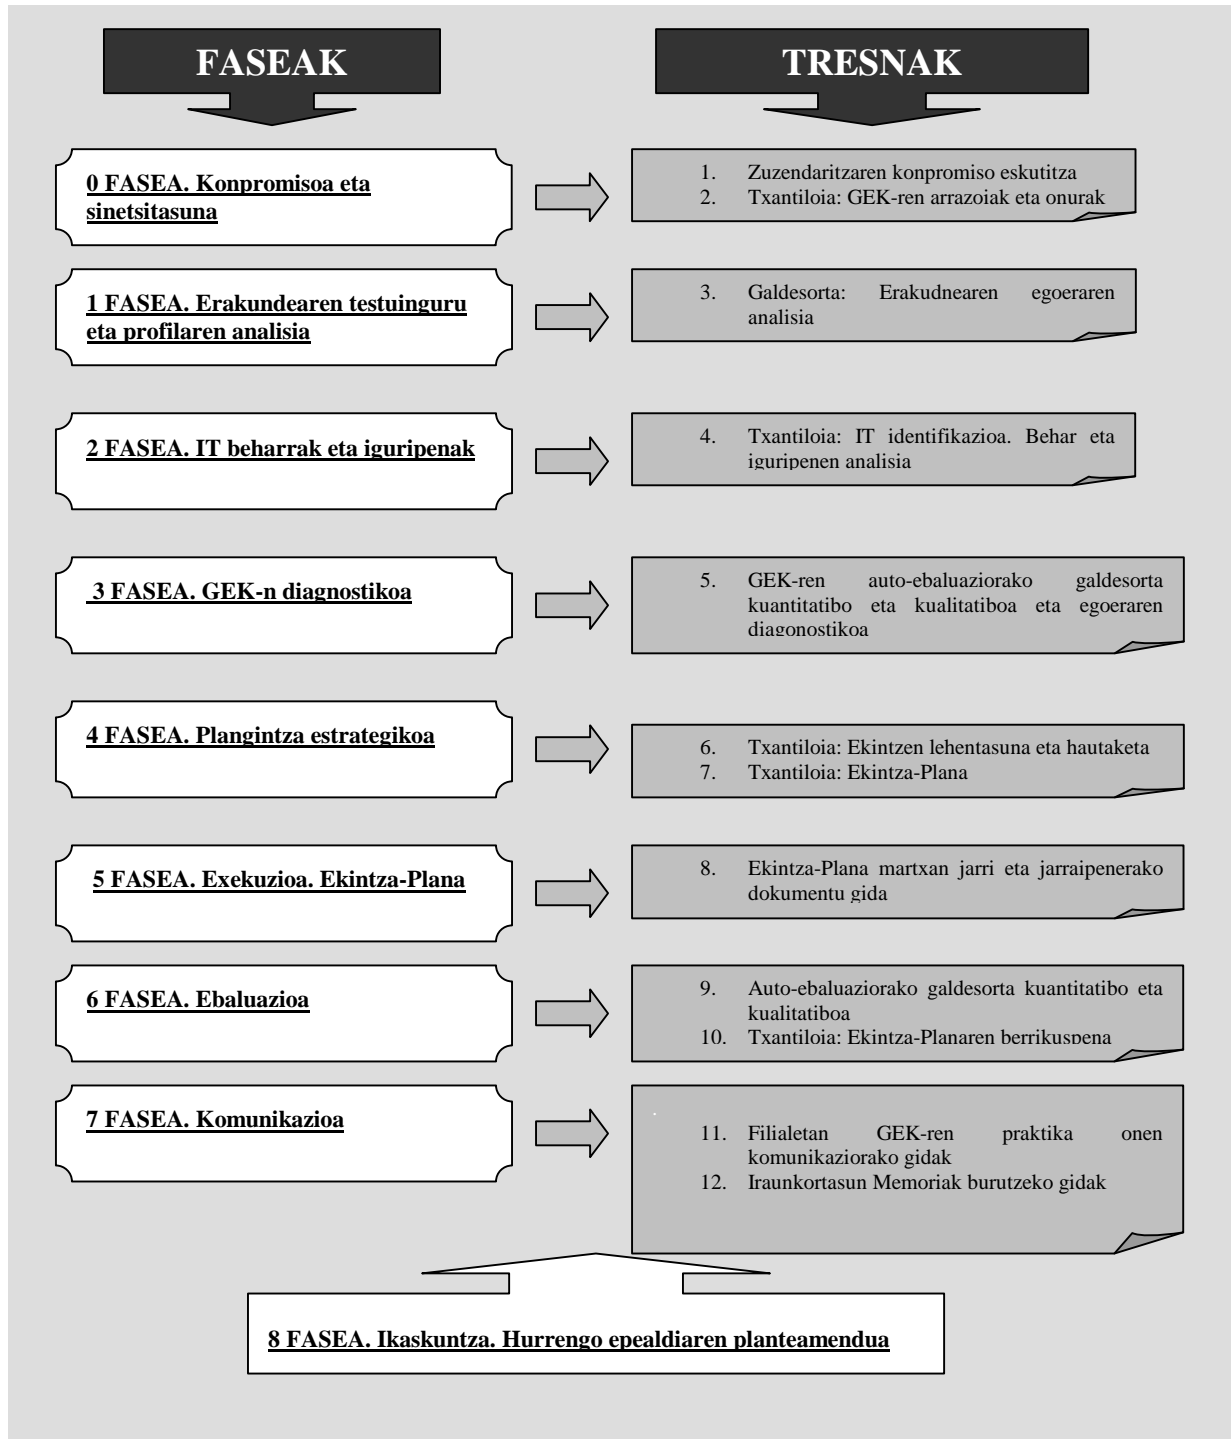 FASEAK
TRESNAK
0 FASEA. Konpromisoa eta
sinetsitasuna
1. Zuzendaritzaren konpromiso eskutitza
2. Txantiloia: GEK-ren arrazoiak eta onurak
1 FASEA. Erakundearen testuinguru
eta profilaren analisia
3. Galdesorta: Erakudnearen egoeraren
analisia
2 FASEA. IT beharrak eta iguripenak
4. Txantiloia: IT identifikazioa. Behar eta
iguripenen analisia
3 FASEA. GEK-n diagnostikoa
5. GEK-ren auto-ebaluaziorako galdesorta
kuantitatibo eta kualitatiboa eta egoeraren
diagonostikoa
4 FASEA. Plangintza estrategikoa
6. Txantiloia: Ekintzen lehentasuna eta hautaketa
7. Txantiloia: Ekintza-Plana
5 FASEA. Exekuzioa. Ekintza-Plana
8. Ekintza-Plana martxan jarri eta jarraipenerako
dokumentu gida
6 FASEA. Ebaluazioa
9. Auto-ebaluaziorako galdesorta kuantitatibo eta
kualitatiboa
10. Txantiloia: Ekintza-Planaren berrikuspena
7 FASEA. Komunikazioa
.
11. Filialetan GEK-ren praktika onen
komunikaziorako gidak
12. Iraunkortasun Memoriak burutzeko gidak
8 FASEA. Ikaskuntza. Hurrengo epealdiaren planteamendua